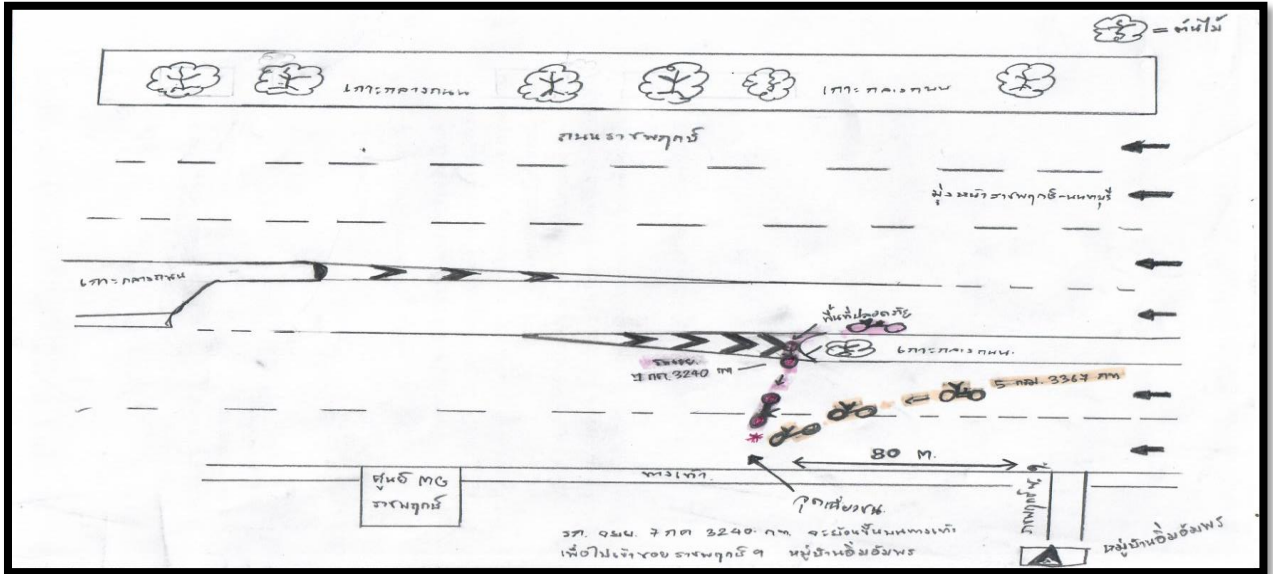 = ต้นไม้
เกาะกลางถนน
เกาะกลางถนน
ถนนราชพฤกษ์
มุ่งหน้าราชพฤกษ์-นนทบุรี
เกาะกลางถนน
พื้นที่ปลอดภัย
เกาะกลางถนน.
7 กต 3240 กท
5 กฌ. 3367 กท
80 M.
ทางเท้า.
ศูนย์ MG
ราชพฤกษ์
จุดเฉี่ยวชน.
รถ. จยย. 7 กต 3240 กท จะย้อนขึ้นบนทางเท้า
เพื่อไปเข้าซอย ราชพฤกษ์ ๆ หมู่บ้านอิ่มอัมพร
หมู่บ้านอิ่มอัมพร